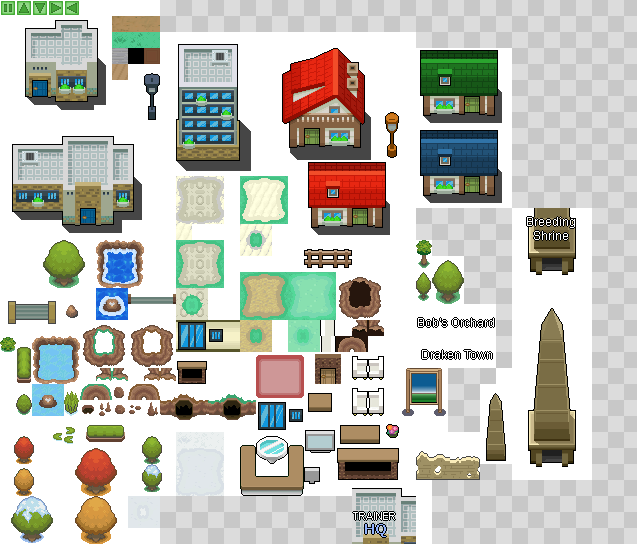 Breeding
Shrine
Bob's Orchard
Draken Town
TRAINER
HQ